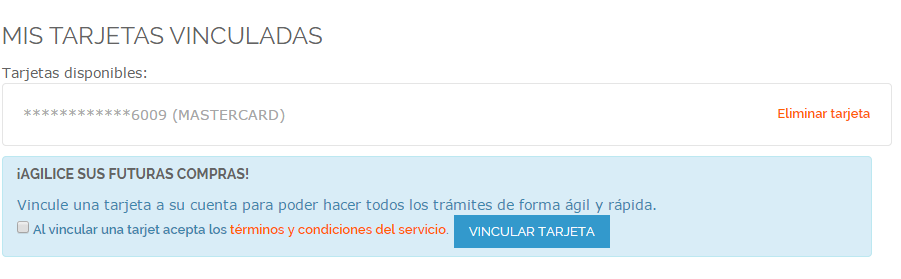 MIS TARJETAS VINCULADAS
Tarjetas disponibles:
************6009 (MASTERCARD)
Eliminar tarjeta
¡AGILICE SUS FUTURAS COMPRAS!
Vincule una tarjeta a su cuenta para poder hacer todos los trámites de forma ágil y rápida.
Al vincular una tarjet acepta los términos y condiciones del servicio. VINCULAR TARJETA